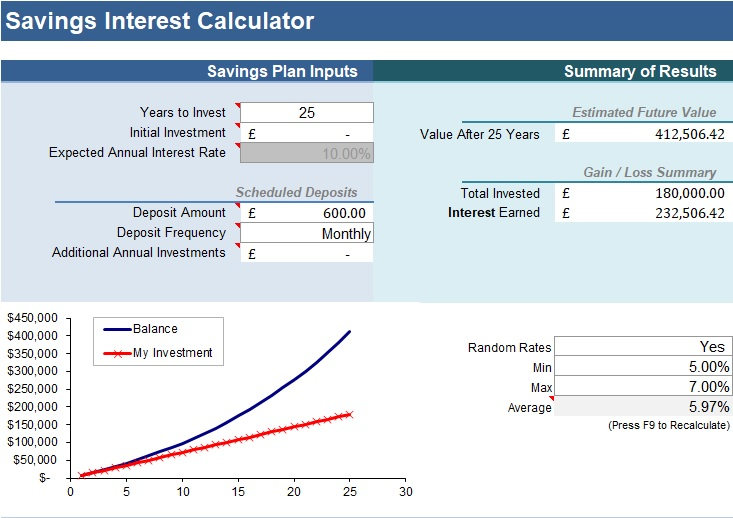 Savings Interest Calculator
Savings Plan Inputs
Years to Invest 25
Initial Investment £ -
Expected Annual Interest Rate 10.00%
Scheduled Deposits
Deposit Amount £ 600.00
Deposit Frequency Monthly
Additional Annual Investments £ -
Summary of Results
Estimated Future Value
Value After 25 Years £ 412,506.42
Gain / Loss Summary
Total Invested £ 180,000.00
Interest Earned £ 232,506.42
$450,000
$400,000
$350,000
$300,000
$250,000
$200,000
$150,000
$100,000
$50,000
$-
0 5 10 15 20 25 30
Balance
My Investment
Random Rates Yes
Min 5.00%
Max 7.00%
Average 5.97%
(Press F9 to Recalculate)